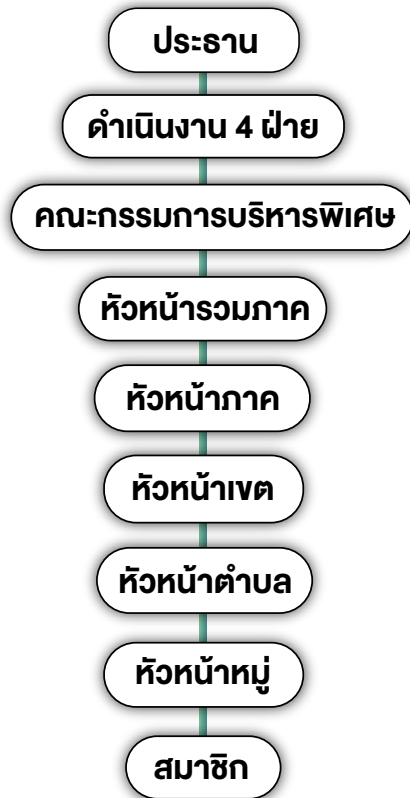 ประธาน
ดำเนินงาน 4 ฝ่าย
คณะกรรมการบริหารพิเศษ
หัวหน้ารวมภาค
หัวหน้าภาค
หัวหน้าเขต
หัวหน้าตำบล
หัวหน้าหมู่
สมาชิก